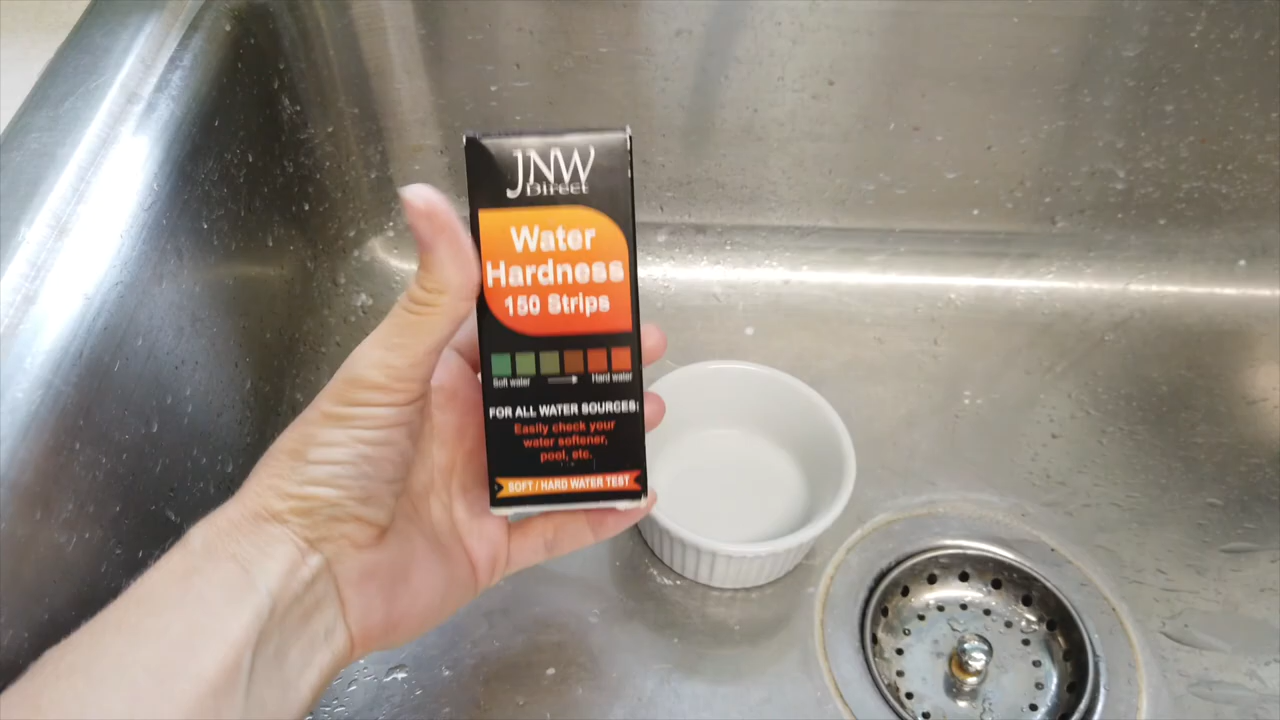 JNW
Direct
Water
Hardness
150 Strips
Soft water
Hard water
FOR ALL WATER SOURCES:
Easily check your
water softener,
pool, etc.
SOFT / HARD WATER TEST